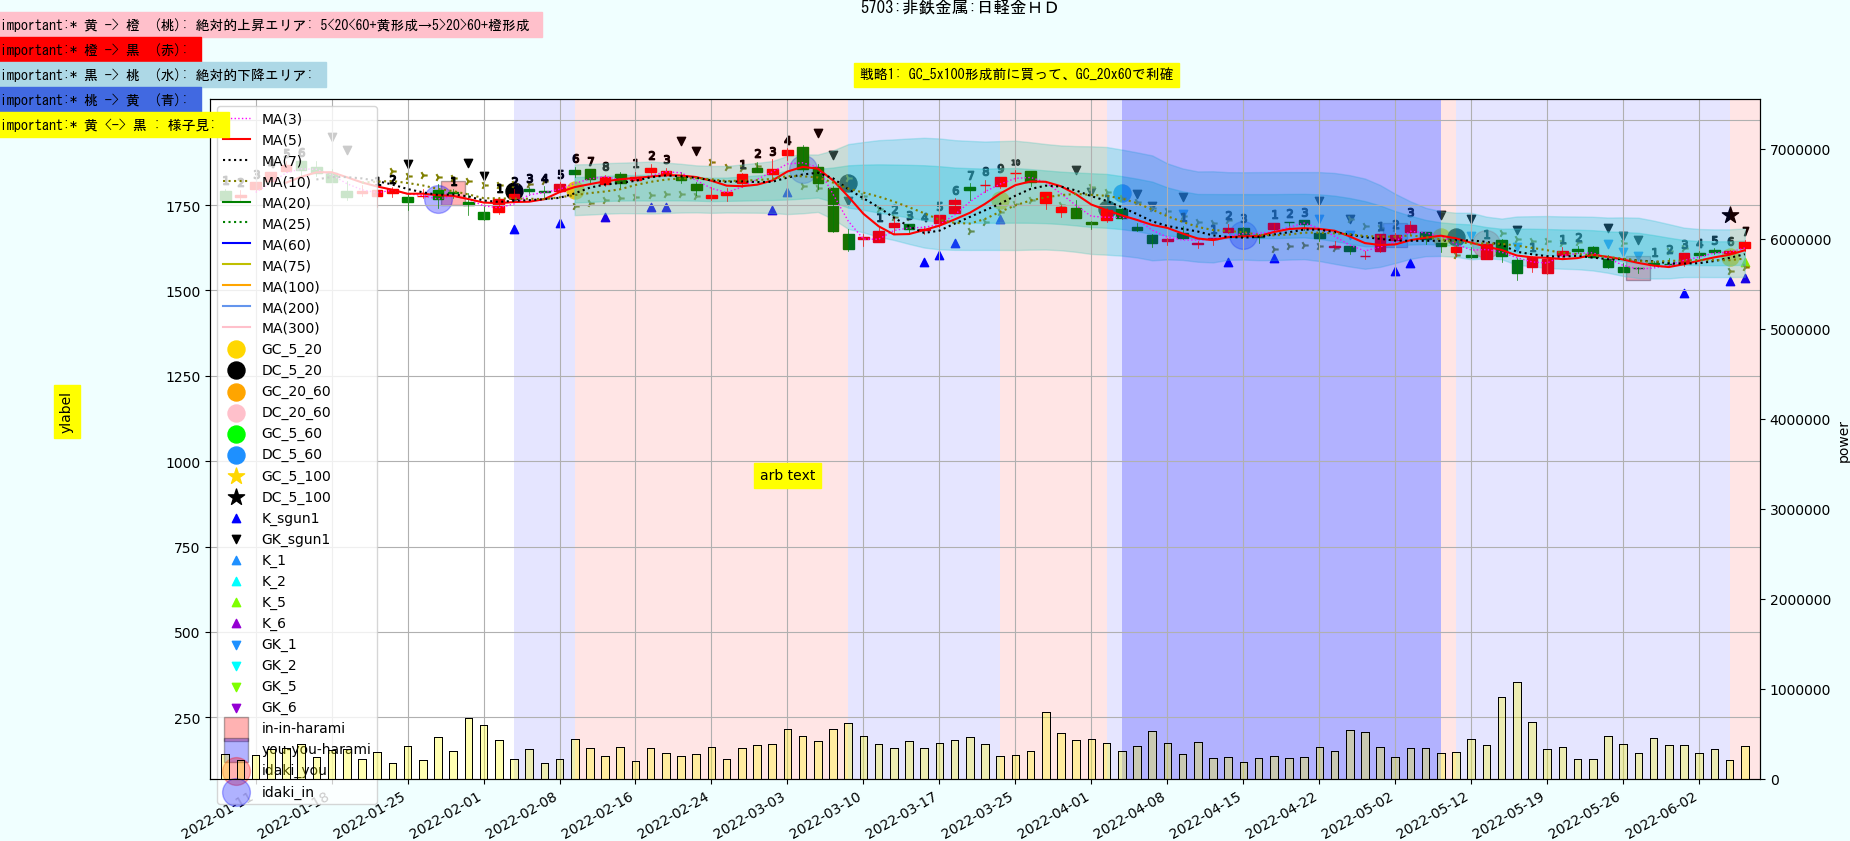 5703:非鉄金属:日軽金ＨＤ
important:* 黄 -> 橙 （桃）: 絶対的上昇エリア: 5<20<60+黄形成→5>20>60+橙形成
important:* 橙 -> 黒 （赤）:
important:* 黒 -> 桃 （水）: 絶対的下降エリア:
戦略1: GC_5x100形成前に買って、GC_20x60で利確
important:* 桃 -> 黄 （青）:
important:* 黄 <-> 黒 : 様子見:
MA(3)
MA(5)
MA(7)
MA(10)
MA(20)
MA(25)
MA(60)
MA(75)
MA(100)
MA(200)
MA(300)
GC_5_20
DC_5_20
GC_20_60
DC_20_60
GC_5_60
DC_5_60
GC_5_100
DC_5_100
K_sgun1
GK_sgun1
K_1
K_2
K_5
K_6
GK_1
GK_2
GK_5
GK_6
in-in-harami
you-you-harami
idaki_you
idaki_in
1750
1500
1250
1000
750
500
250
ylabel
arb text
7000000
6000000
5000000
4000000
3000000
2000000
1000000
0
power
2022-01-11
2022-01-18
2022-01-25
2022-02-01
2022-02-08
2022-02-16
2022-02-24
2022-03-03
2022-03-10
2022-03-17
2022-03-25
2022-04-01
2022-04-08
2022-04-15
2022-04-22
2022-05-02
2022-05-12
2022-05-19
2022-05-26
2022-06-02